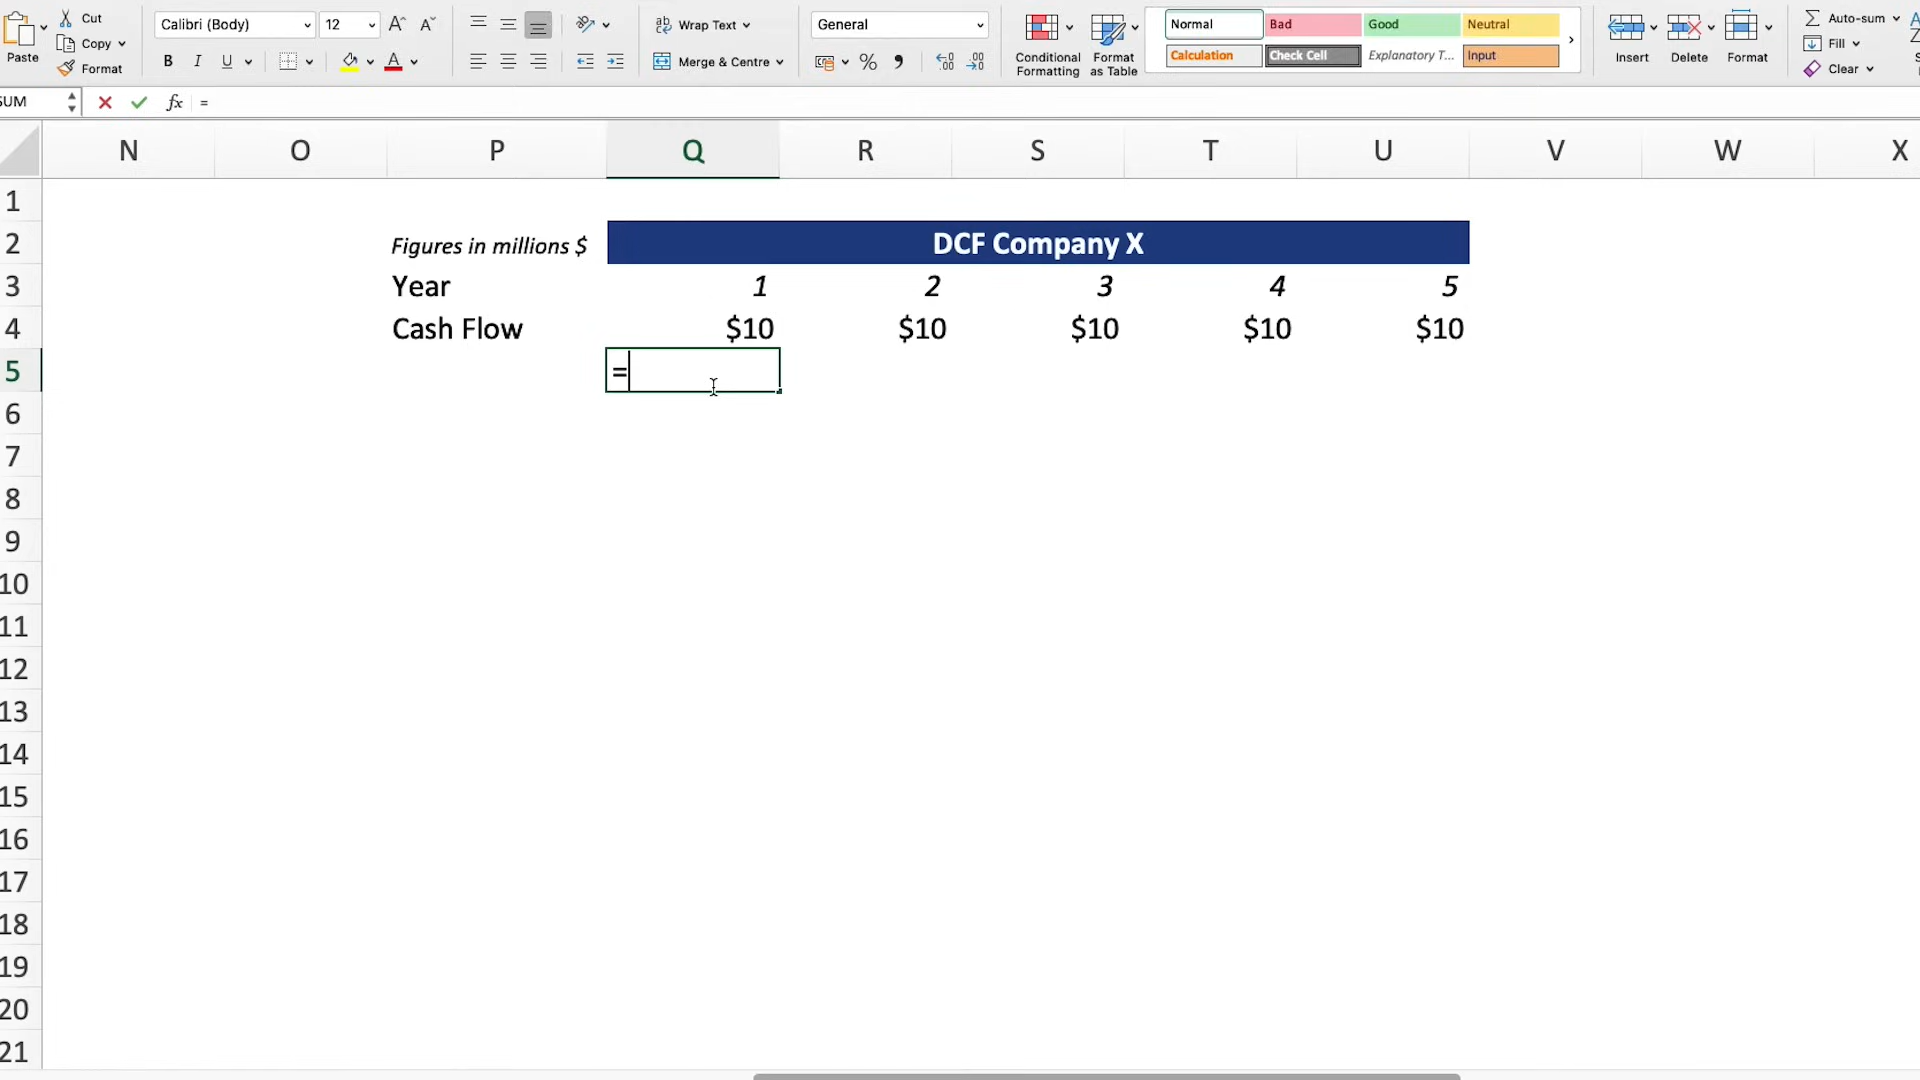 Cut
Calibri (Body) 12
Wrap Text
General
Normal Bad Good Neutral
Auto-sum
Copy
Fill
Paste
Format
B I U A
Merge & Centre
%
Conditional Formatting
Format as Table
Calculation Check Cell Explanatory T... Input
Insert Delete Format
Clear
SUM fx =
N O P Q R S T U V W X
1
2 Figures in millions $ DCF Company X
3 Year 1 2 3 4 5
4 Cash Flow $10 $10 $10 $10 $10
5 =
6
7
8
9
10
11
12
13
14
15
16
17
18
19
20
21